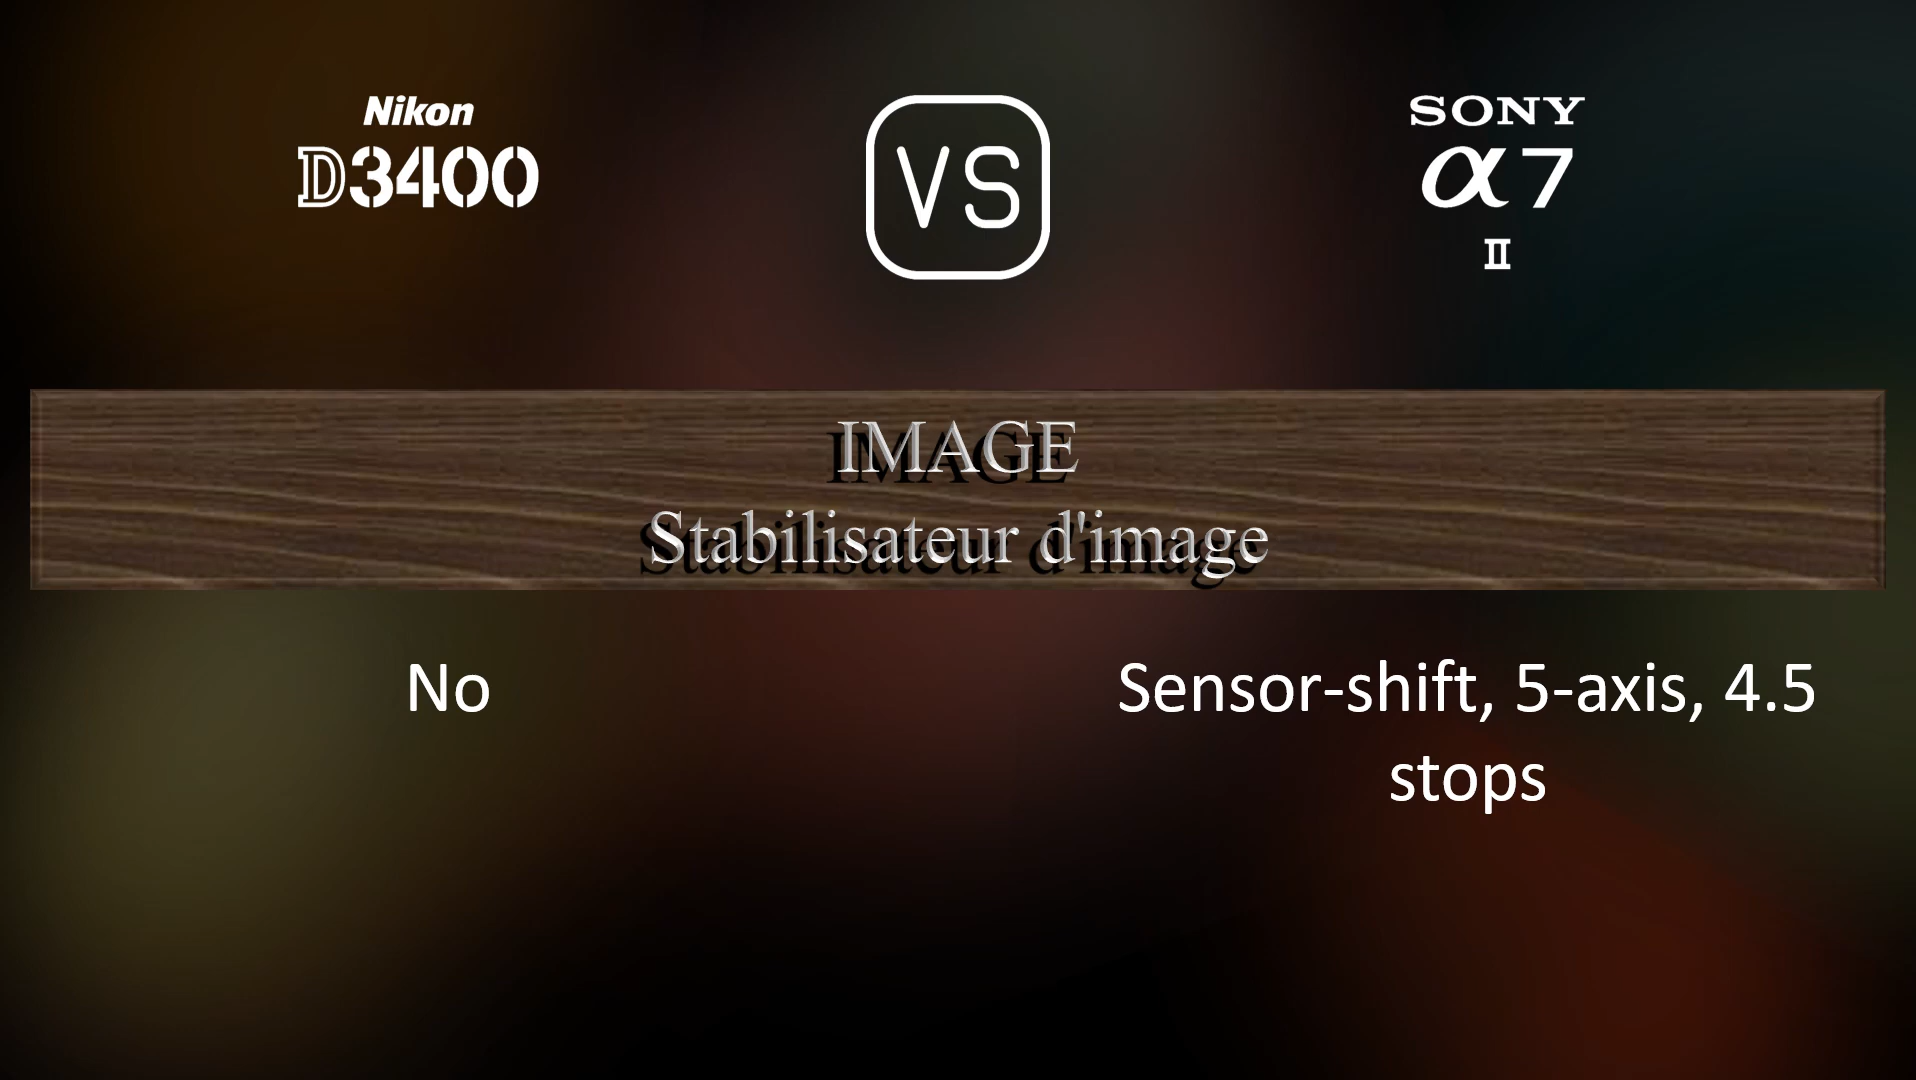 Nikon
D3400
VS
SONY
α7
II
IMAGE
Stabilisateur d'image
No
Sensor-shift, 5-axis, 4.5
stops